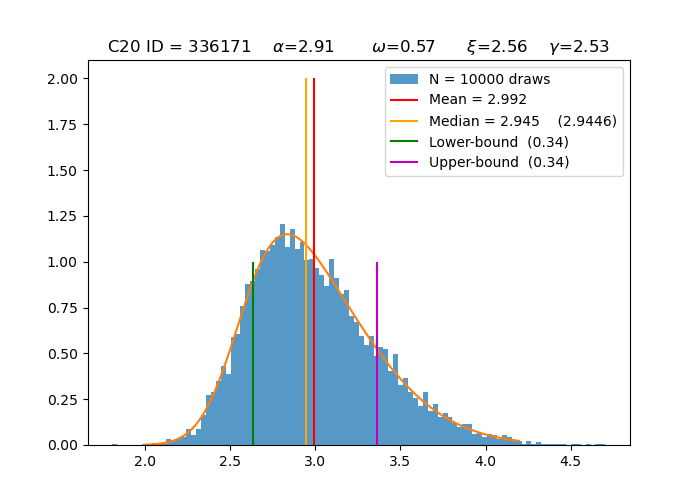 C20 ID = 336171 α=2.91 ω=0.57 ξ=2.56 γ=2.53
2.00
1.75
1.50
1.25
1.00
0.75
0.50
0.25
0.00
N = 10000 draws
Mean = 2.992
Median = 2.945 (2.9446)
Lower-bound (0.34)
Upper-bound (0.34)
2.0 2.5 3.0 3.5 4.0 4.5